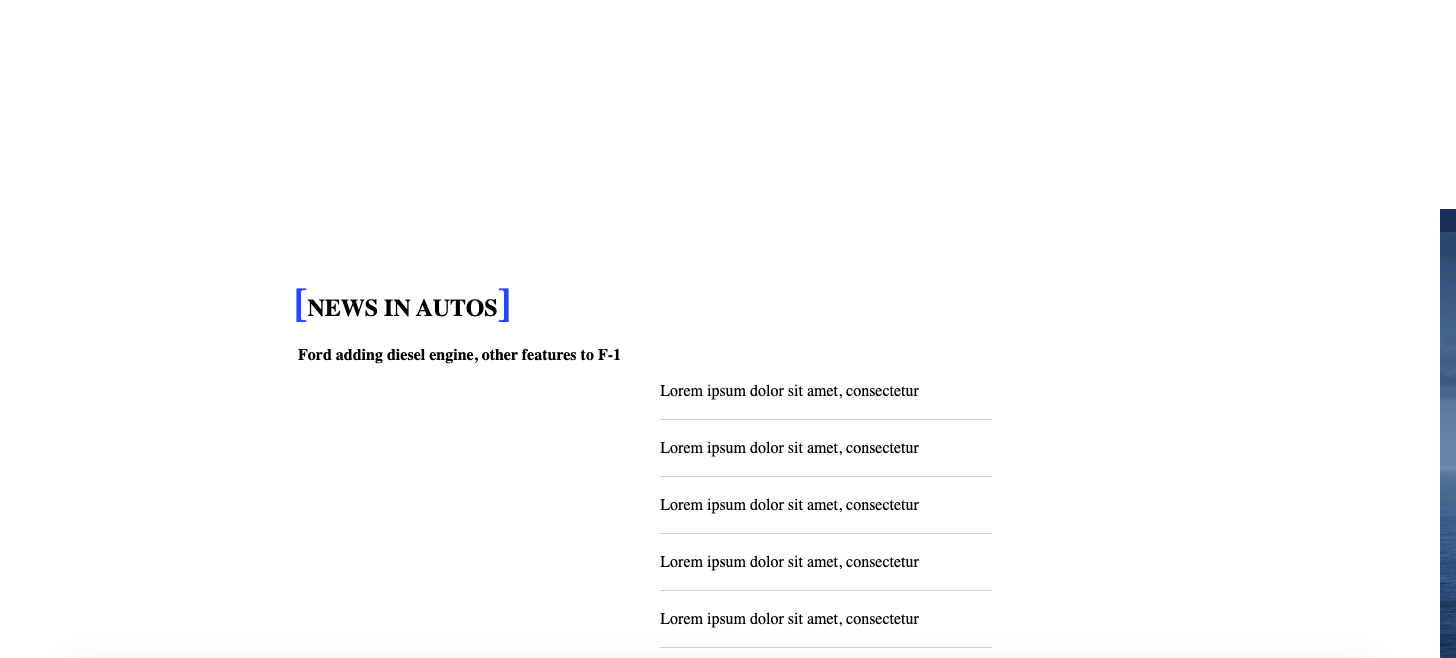 [NEWS IN AUTOS]
Ford adding diesel engine, other features to F-1
Lorem ipsum dolor sit amet, consectetur
Lorem ipsum dolor sit amet, consectetur
Lorem ipsum dolor sit amet, consectetur
Lorem ipsum dolor sit amet, consectetur
Lorem ipsum dolor sit amet, consectetur